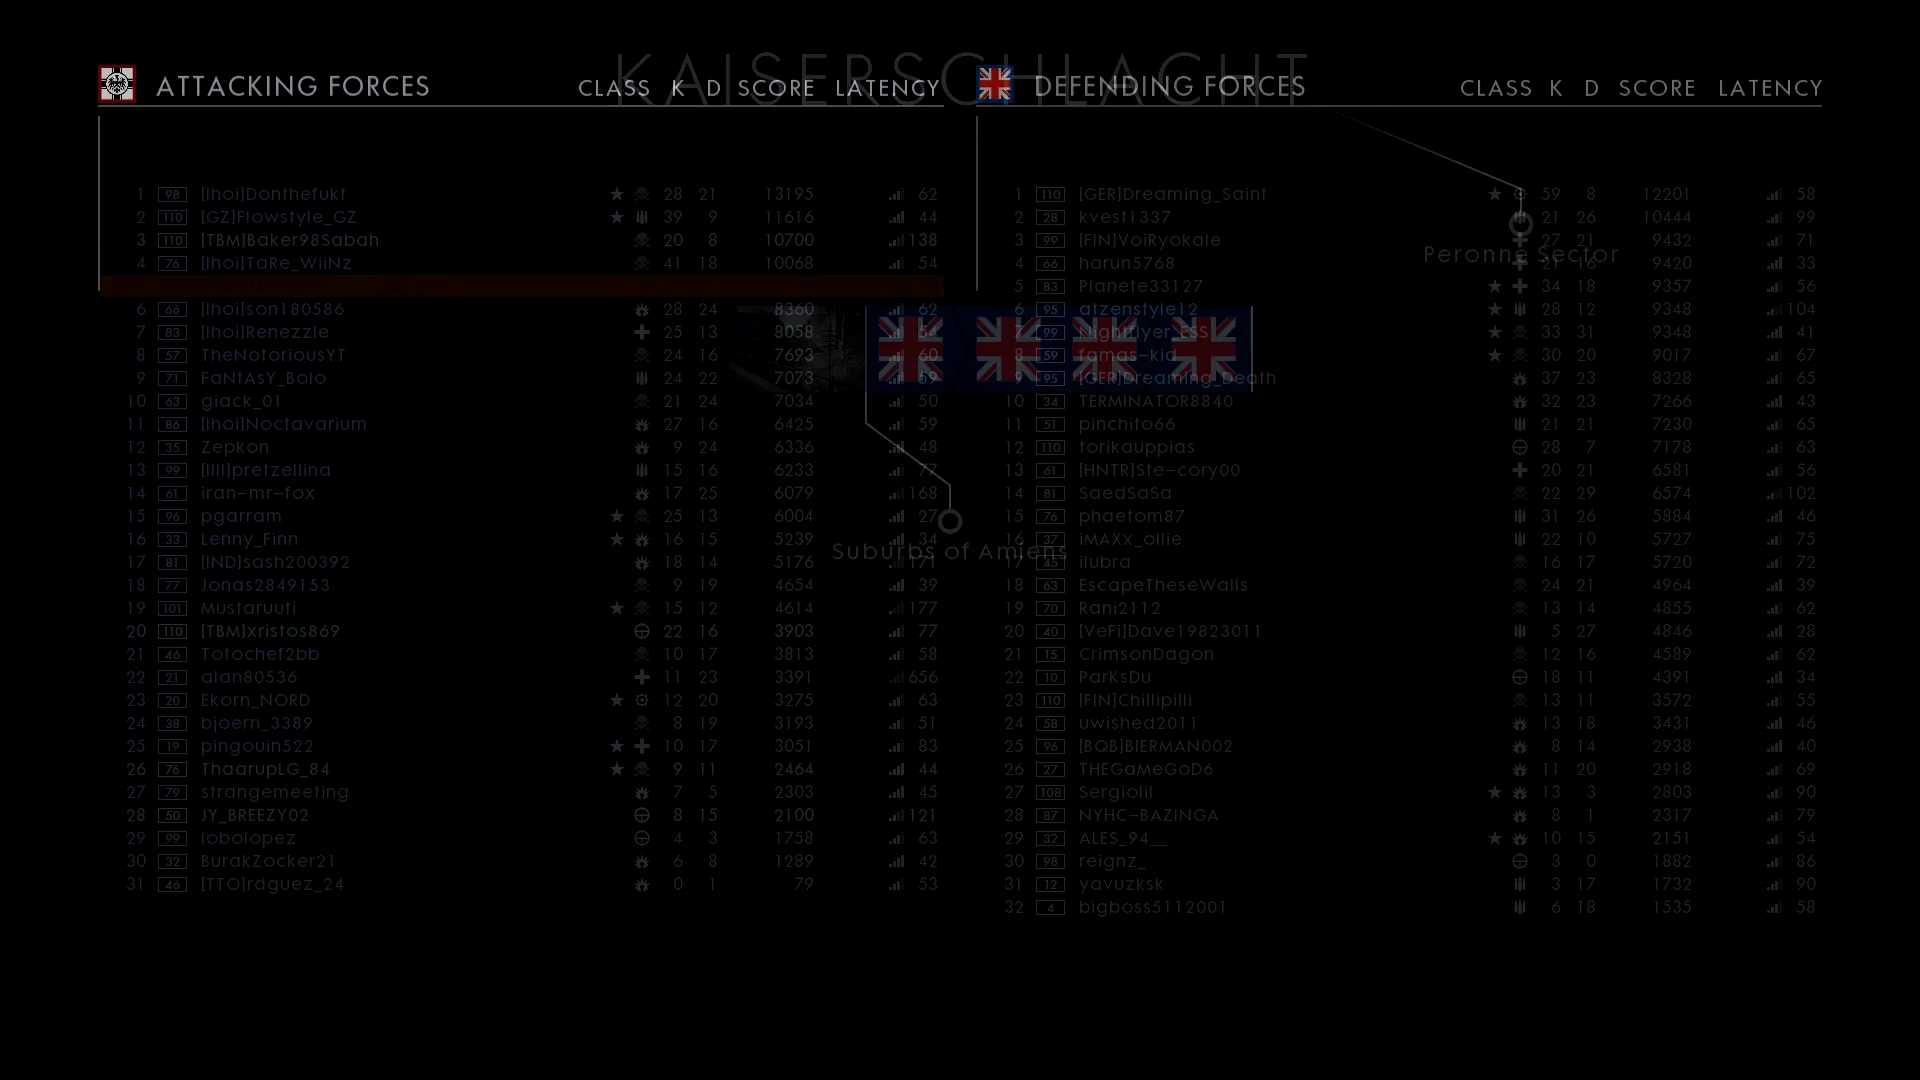 KAISERSCHLACHT
ATTACKING FORCES CLASS K D SCORE LATENCY
1 98 [lhoi]Donthefukt 28 21 13195 62
2 110 [GZ]Flowstyle_GZ 39 9 11616 44
3 110 [TBM]Baker98Sabah 20 8 10700 138
4 76 [lhoi]TaRe_WiiNz 41 18 10068 54
6 66 [lhoi]son180586 28 24 8360 62
7 83 [lhoi]Renezzle 25 13 8058 54
8 57 TheNotoriousYT 24 16 7693 60
9 71 FaNtAsY_Bolo 24 22 7073 59
10 63 giack_01 21 24 7034 50
11 86 [lhoi]Noctavarium 27 16 6425 59
12 35 Zepkon 9 24 6336 48
13 99 [IIII]pretzellina 15 16 6233 77
14 61 iran-mr-fox 17 25 6079 168
15 96 pgarram 25 13 6004 27
16 33 Lenny_Finn 16 15 5239 34
17 81 [IND]sash200392 18 14 5176 171
18 77 Jonas2849153 9 19 4654 39
19 101 Mustaruuti 15 12 4614 177
20 110 [TBM]xristos869 22 16 3903 77
21 46 Totochef2bb 10 17 3813 58
22 21 alan80536 11 23 3391 656
23 20 Ekorn_NORD 12 20 3275 63
24 38 bjoern_3389 8 19 3193 51
25 19 pingouin522 10 17 3051 83
26 76 ThaarupLG_84 9 11 2464 44
27 79 strangemeeting 7 5 2303 45
28 50 JY_BREEZY02 8 15 2100 121
29 99 lobolopez 4 3 1758 63
30 32 BurakZocker21 6 8 1289 42
31 46 [TTO]rdguez_24 0 1 79 53
DEFENDING FORCES CLASS K D SCORE LATENCY
1 110 [GER]Dreaming_Saint 59 8 12201 58
2 28 kvest1337 21 26 10444 99
3 99 [FIN]VoiRyokale 27 21 9432 71
4 66 harun5768 21 16 9420 33
5 83 Planete33127 34 18 9357 56
6 95 atzenstyle12 28 12 9348 104
7 99 Nightflyer_ESS 33 31 9348 41
8 59 famas-kid 30 20 9017 67
9 95 [GER]Dreaming_Death 37 23 8328 65
10 34 TERMINATOR8840 32 23 7266 43
11 51 pinchito66 21 21 7230 65
12 110 torikauppias 28 7 7178 63
13 61 [HNTR]Ste-cory00 20 21 6581 56
14 81 SaedSaSa 22 29 6574 102
15 76 phaetom87 31 26 5884 46
16 37 iMAXx_ollie 22 10 5727 75
17 45 ilubra 16 17 5720 72
18 63 EscapeTheseWalls 24 21 4964 39
19 70 Rani2112 13 14 4855 62
20 40 [VeFi]Dave19823011 5 27 4846 28
21 15 CrimsonDagon 12 16 4589 62
22 10 ParKsDu 18 11 4391 34
23 110 [FIN]Chillipilli 13 11 3572 55
24 58 uwished2011 13 18 3431 46
25 96 [BQB]BIERMAN002 8 14 2938 40
26 27 THEGaMeGoD6 11 20 2918 69
27 108 Sergiolil 13 3 2803 90
28 87 NYHC-BAZINGA 8 1 2317 79
29 32 ALES_94__ 10 15 2151 54
30 98 reignz_ 3 0 1882 86
31 12 yavuzksk 3 17 1732 90
32 4 bigboss5112001 6 18 1535 58
Peronne Sector
Suburbs of Amiens